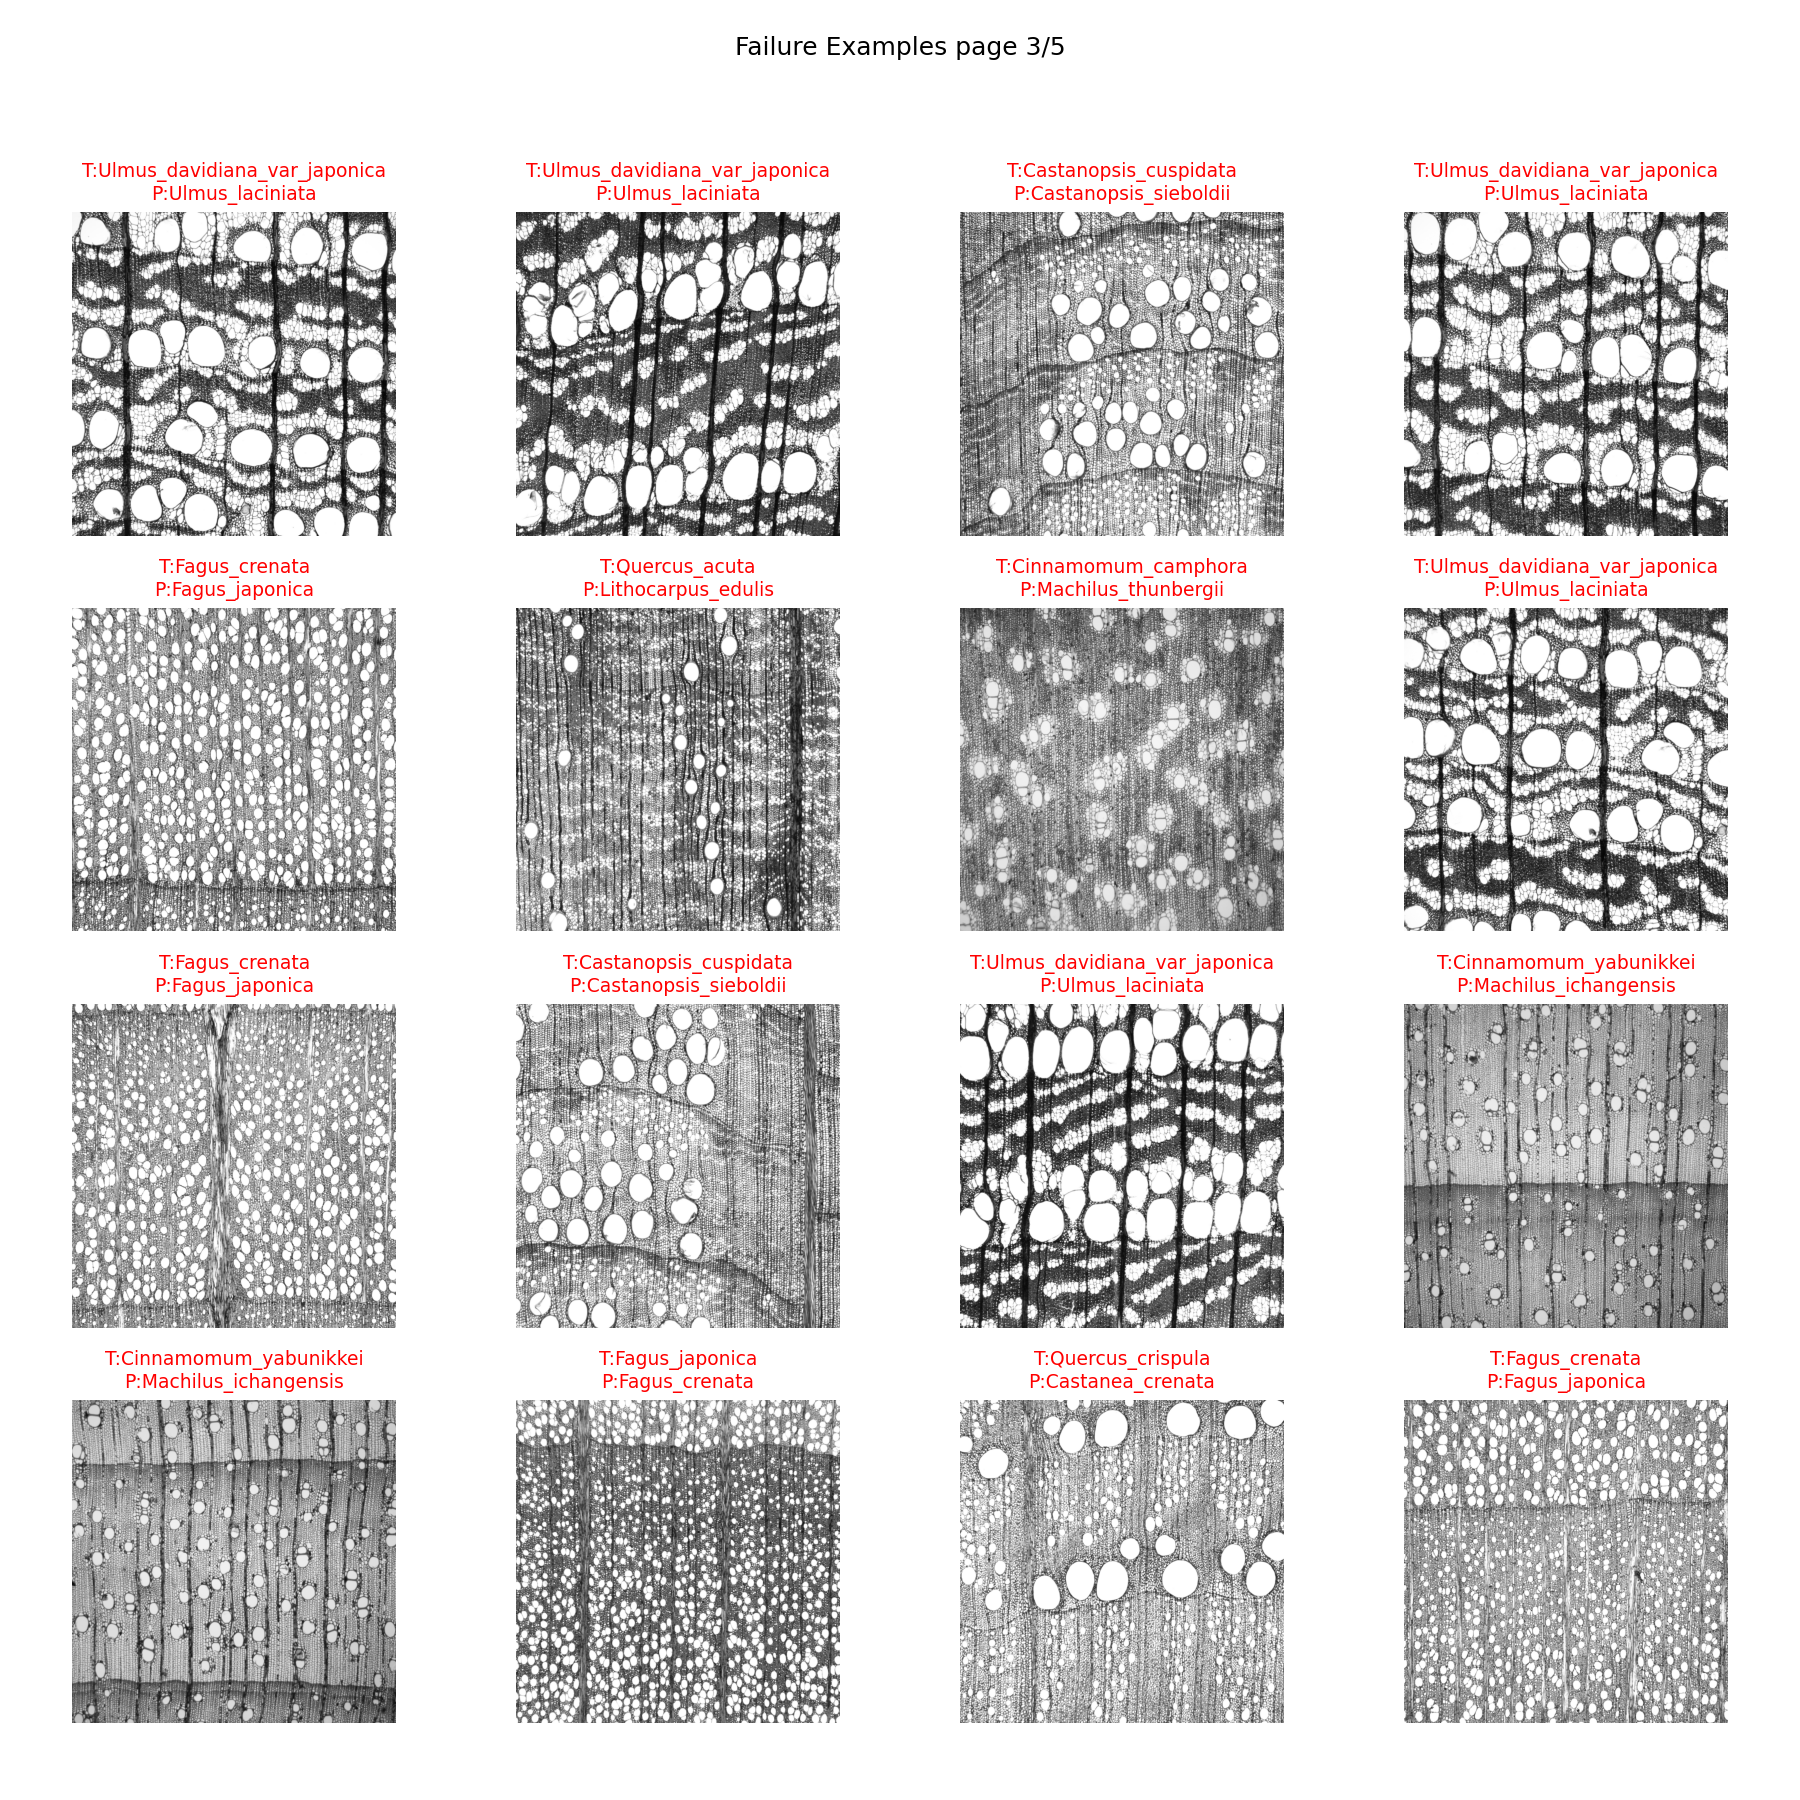 Failure Examples page 3/5
T:Ulmus_davidiana_var_japonica
P:Ulmus_laciniata
T:Ulmus_davidiana_var_japonica
P:Ulmus_laciniata
T:Castanopsis_cuspidata
P:Castanopsis_sieboldii
T:Ulmus_davidiana_var_japonica
P:Ulmus_laciniata
T:Fagus_crenata
P:Fagus_japonica
T:Quercus_acuta
P:Lithocarpus_edulis
T:Cinnamomum_camphora
P:Machilus_thunbergii
T:Ulmus_davidiana_var_japonica
P:Ulmus_laciniata
T:Fagus_crenata
P:Fagus_japonica
T:Castanopsis_cuspidata
P:Castanopsis_sieboldii
T:Ulmus_davidiana_var_japonica
P:Ulmus_laciniata
T:Cinnamomum_yabunikkei
P:Machilus_ichangensis
T:Cinnamomum_yabunikkei
P:Machilus_ichangensis
T:Fagus_japonica
P:Fagus_crenata
T:Quercus_crispula
P:Castanea_crenata
T:Fagus_crenata
P:Fagus_japonica